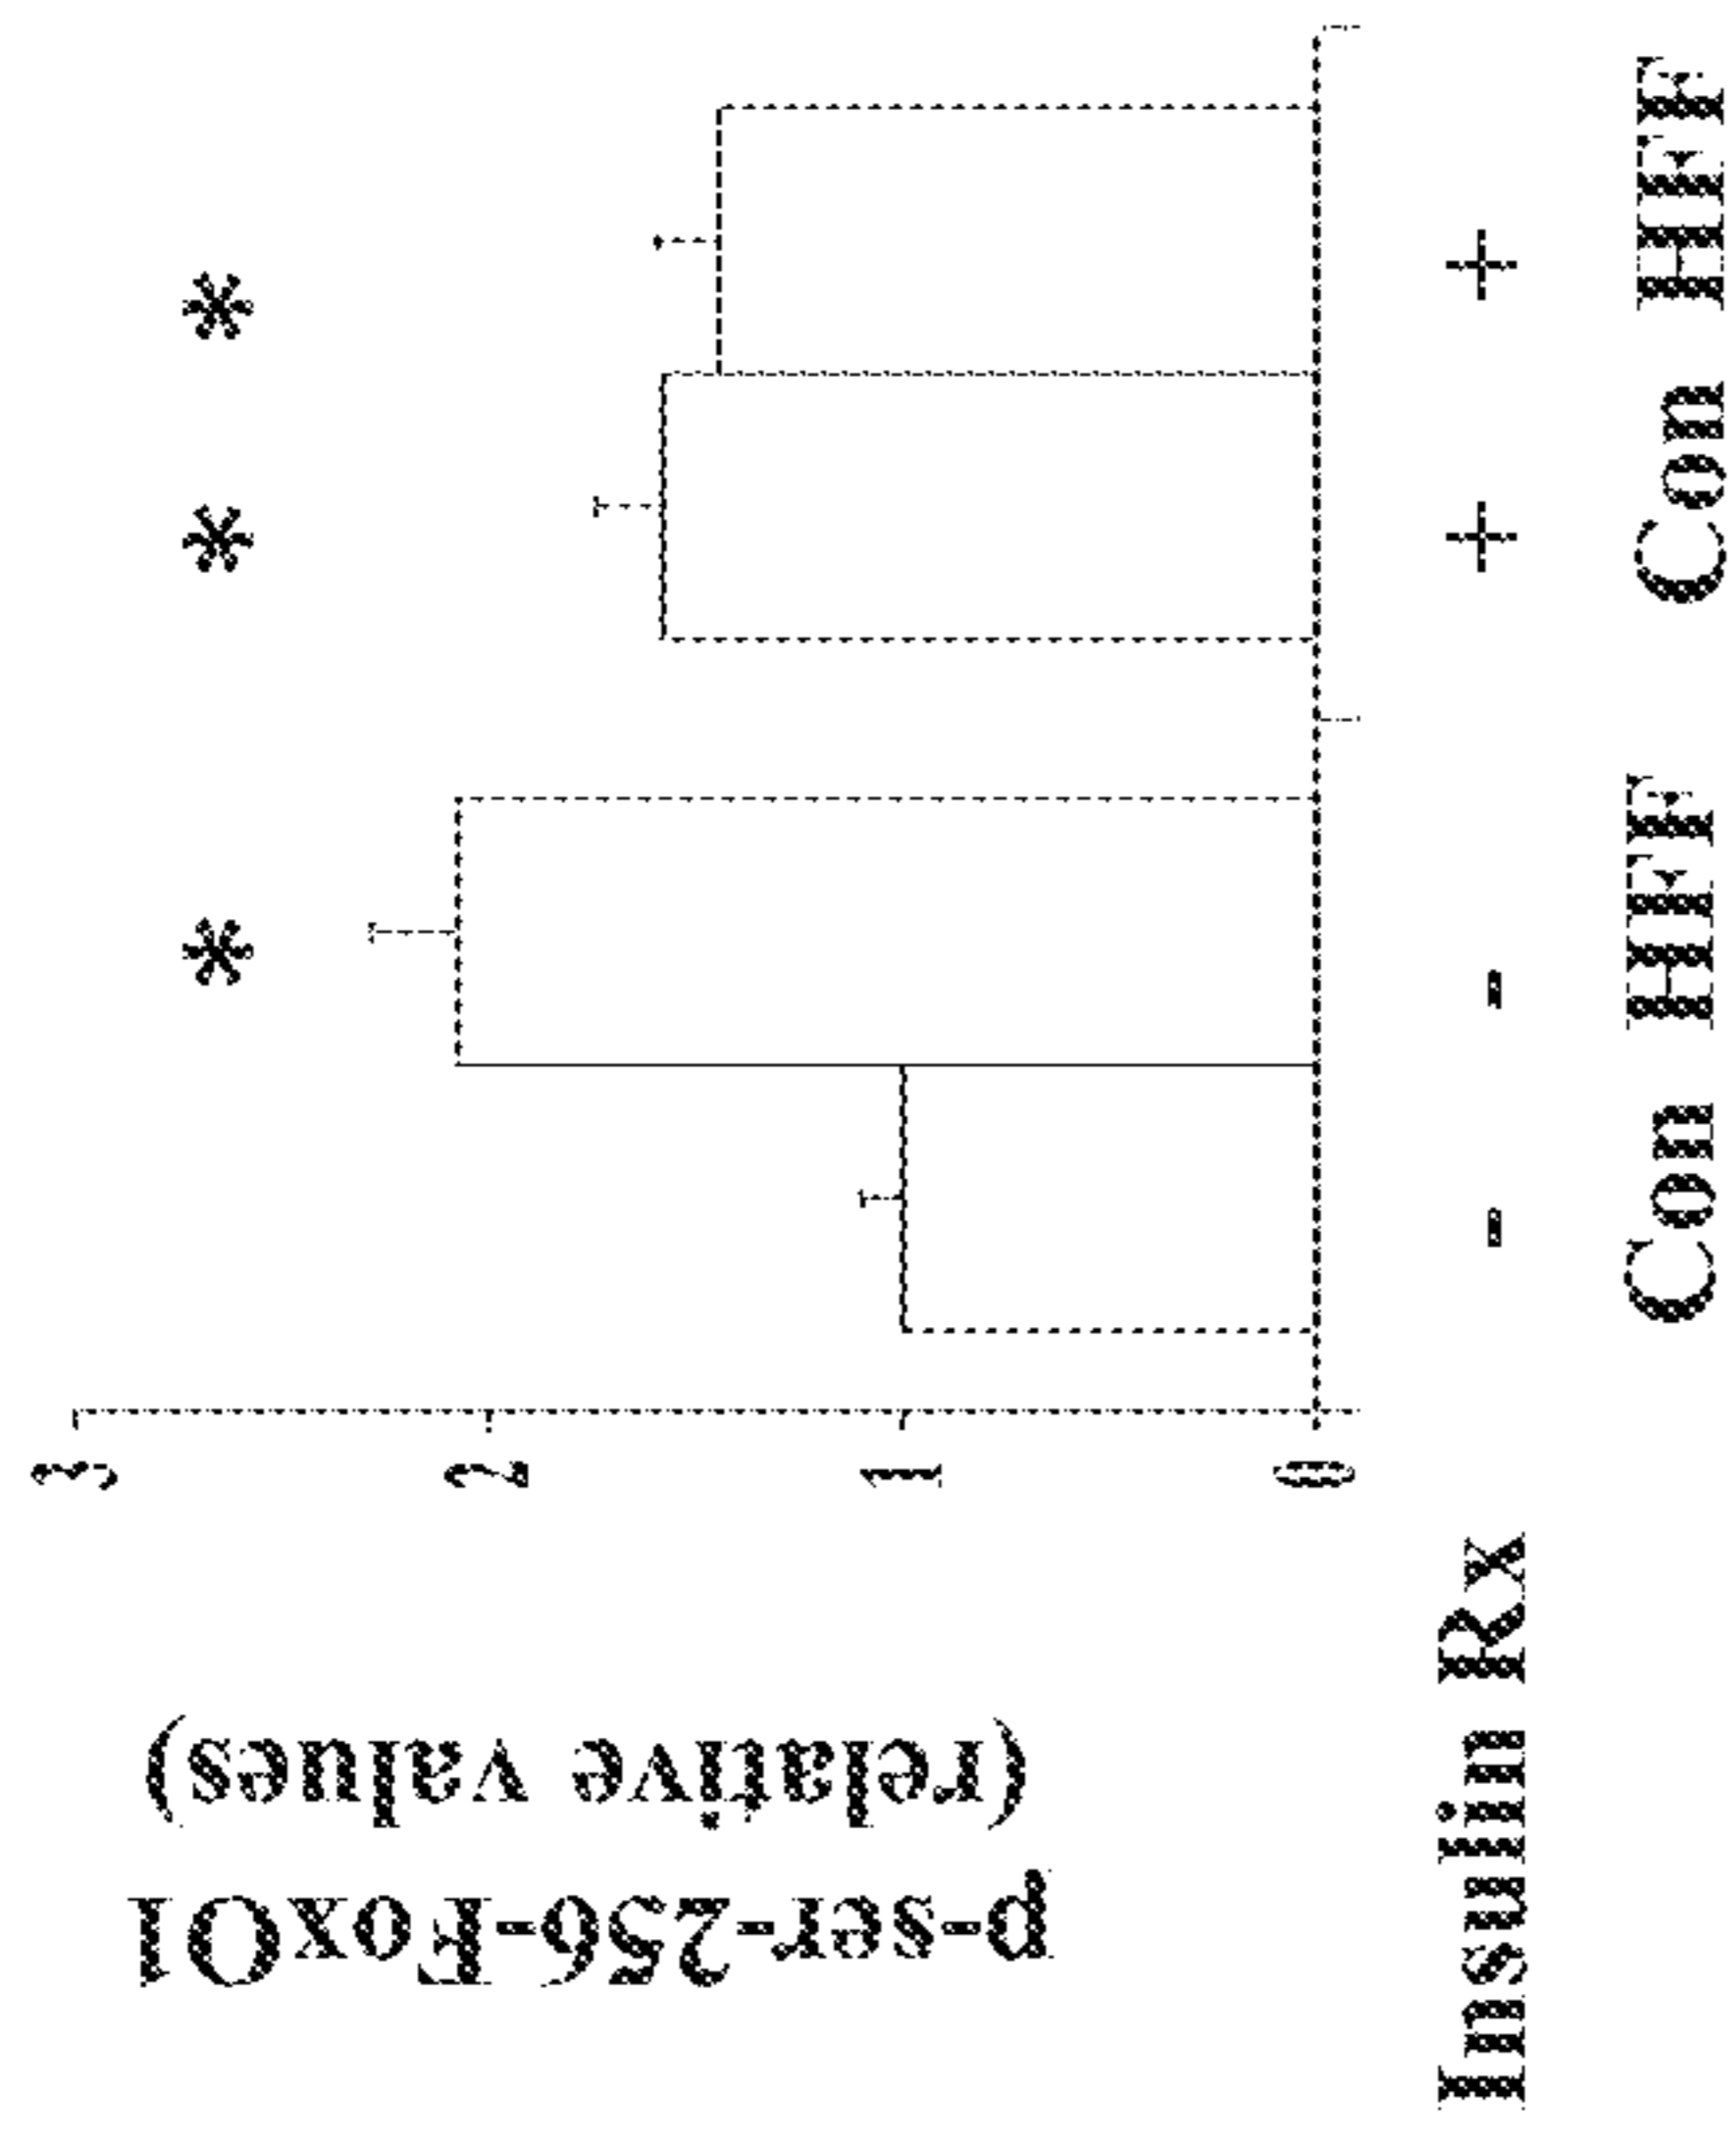 p-ser-256-FoxO1
(relative values)
3
2
1
0
* * *
Insulin Rx - - + +
Con HFF Con HFF